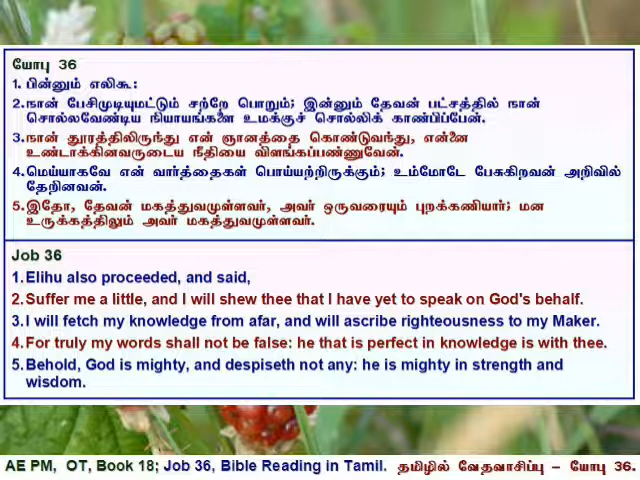 யோபு 36
1. பின்னும் எலிகூ:
2.நான் பேசிமுடியுமட்டும் சற்றே பொறும்; இன்னும் தேவன் பட்சத்தில் நான்
சொல்லவேண்டிய நியாயங்களை உமக்குச் சொல்லிக் காண்பிப்பேன்.
3.நான் தூரத்திலிருந்து என் ஞானத்தை கொண்டுவந்து, என்னை
உண்டாக்கினவருடைய நீதியை விளங்கப்பண்ணுவேன்.
4.மெய்யாகவே என் வார்த்தைகள் பொய்யற்றிருக்கும்; உம்மோடே பேசுகிறவன் அறிவில்
தேறினவன்.
5.இதோ, தேவன் மகத்துவமுள்ளவர், அவர் ஒருவரையும் புறக்கணியார்; மன
உருக்கத்திலும் அவர் மகத்துவமுள்ளவர்.
Job 36
1.Elihu also proceeded, and said,
2.Suffer me a little, and I will shew thee that I have yet to speak on God's behalf.
3.I will fetch my knowledge from afar, and will ascribe righteousness to my Maker.
4.For truly my words shall not be false: he that is perfect in knowledge is with thee.
5.Behold, God is mighty, and despiseth not any: he is mighty in strength and
wisdom.
AE PM, OT, Book 18; Job 36, Bible Reading in Tamil. தமிழில் வேதவாசிப்பு – யோபு 36.